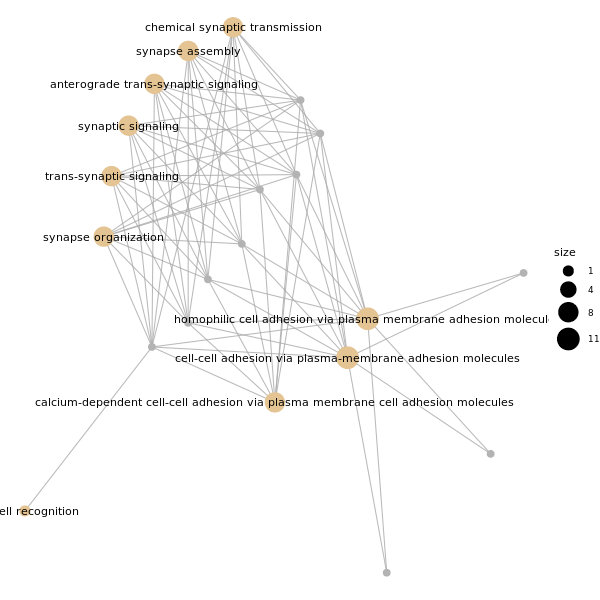 chemical synaptic transmission
synapse assembly
anterograde trans-synaptic signaling
synaptic signaling
trans-synaptic signaling
synapse organization
size
1
4
8
11
homophilic cell adhesion via plasma membrane adhesion molecul
cell-cell adhesion via plasma-membrane adhesion molecules
calcium-dependent cell-cell adhesion via plasma membrane cell adhesion molecules
ell recognition